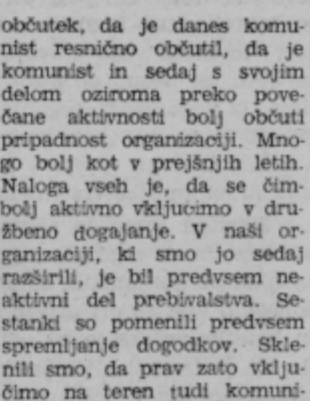 občutek, da je danes komu-
nist resnično občutil, da je
komunist in sedaj s svojim
delom oziroma preko pove-
čane aktivnosti bolj občuti
pripadnost organizaciji. Mno-
go bolj kot v prejšnjih letih.
Naloga vseh je, da se čim-
bolj aktivno vključimo v dru-
žbeno dogajanje. V naši or-
ganizaciji, ki smo jo sedaj
razširili, je bil predvsem ne-
aktivni del prebivalstva. Se-
stanki so pomenili predvsem
spremljanje dogodkov. Skle-
nili smo, da prav zato vklju-
čimo na teren tudi komuni-